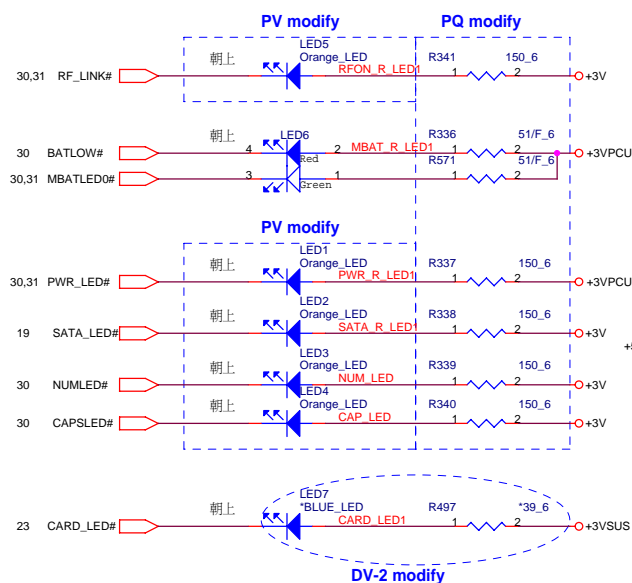 PV modify
PQ modify
LED5
朝上 Orange_LED
RFON_R_LED1
R341 150_6
30,31 RF_LINK# 1 2 +3V
朝上 LED6
R336 51/F_6
30 BATLOW# 4 2 MBAT_R_LED1 1 2 +3VPCU
Red
R571 51/F_6
30,31 MBATLED0# 3 1 1 2
Green
PV modify
LED1
朝上 Orange_LED
R337 150_6
30,31 PWR_LED# PWR_R_LED1 1 2 +3VPCU
LED2
朝上 Orange_LED
R338 150_6
19 SATA_LED# SATA_R_LED1 1 2 +3V
LED3
朝上 Orange_LED
R339 150_6
30 NUMLED# NUM_LED 1 2 +3V
LED4
朝上 Orange_LED
R340 150_6
30 CAPSLED# CAP_LED 1 2 +3V
LED7
朝上 *BLUE_LED
R497 *39_6
23 CARD_LED# CARD_LED1 1 2 +3VSUS
DV-2 modify